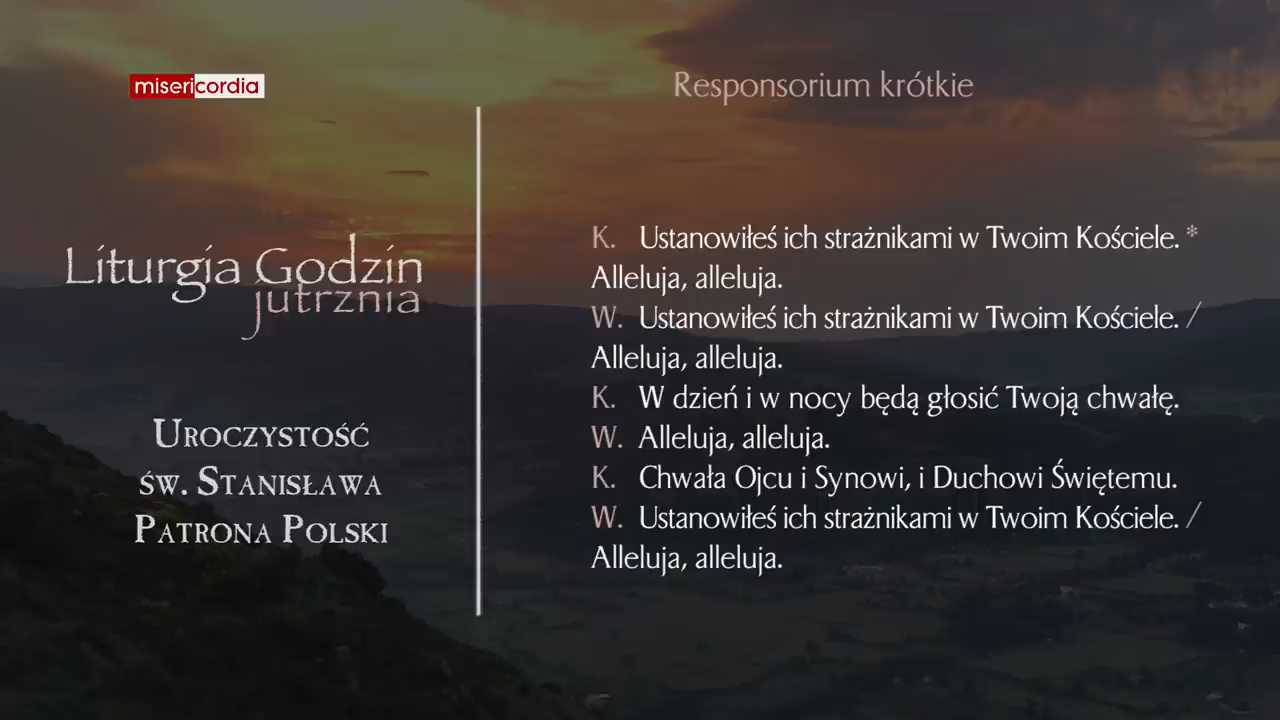 misericordia
Liturgia Godzin
jutrznia
Uroczystość
św. Stanisława
Patrona Polski
Responsorium krótkie
K. Ustanowiłeś ich strażnikami w Twoim Kościele. *
Alleluja, alleluja.
W. Ustanowiłeś ich strażnikami w Twoim Kościele. /
Alleluja, alleluja.
K. W dzień i w nocy będą głosić Twoją chwałę.
W. Alleluja, alleluja.
K. Chwała Ojcu i Synowi, i Duchowi Świętemu.
W. Ustanowiłeś ich strażnikami w Twoim Kościele. /
Alleluja, alleluja.